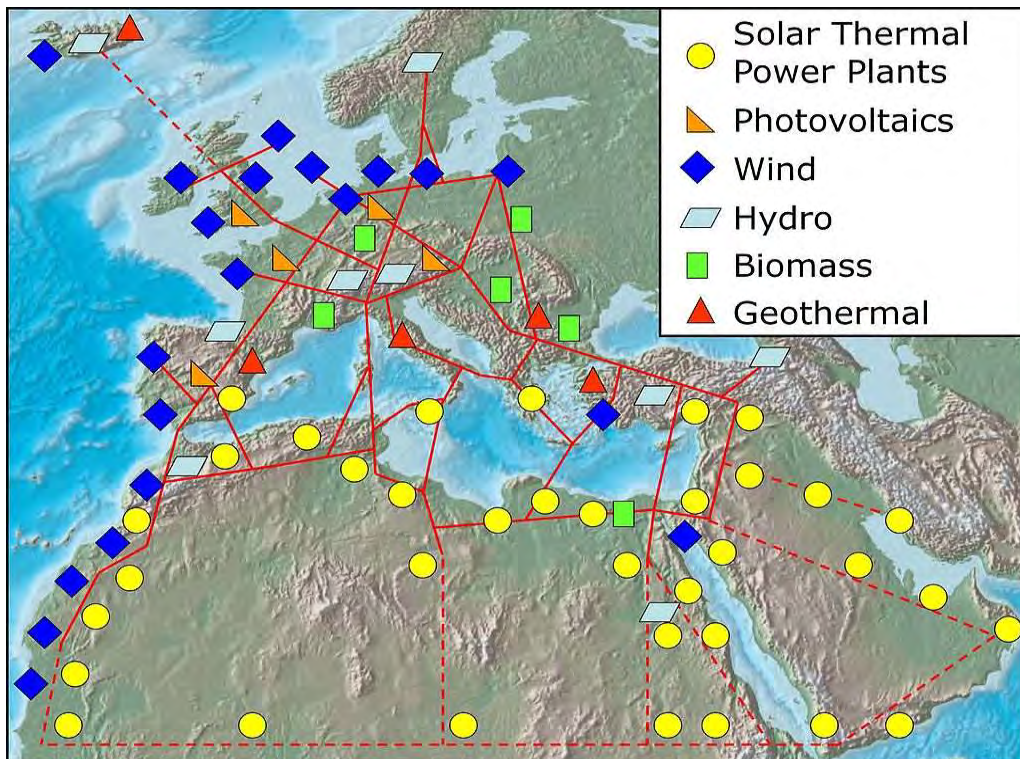 Solar Thermal
Power Plants
Photovoltaics
Wind
Hydro
Biomass
Geothermal